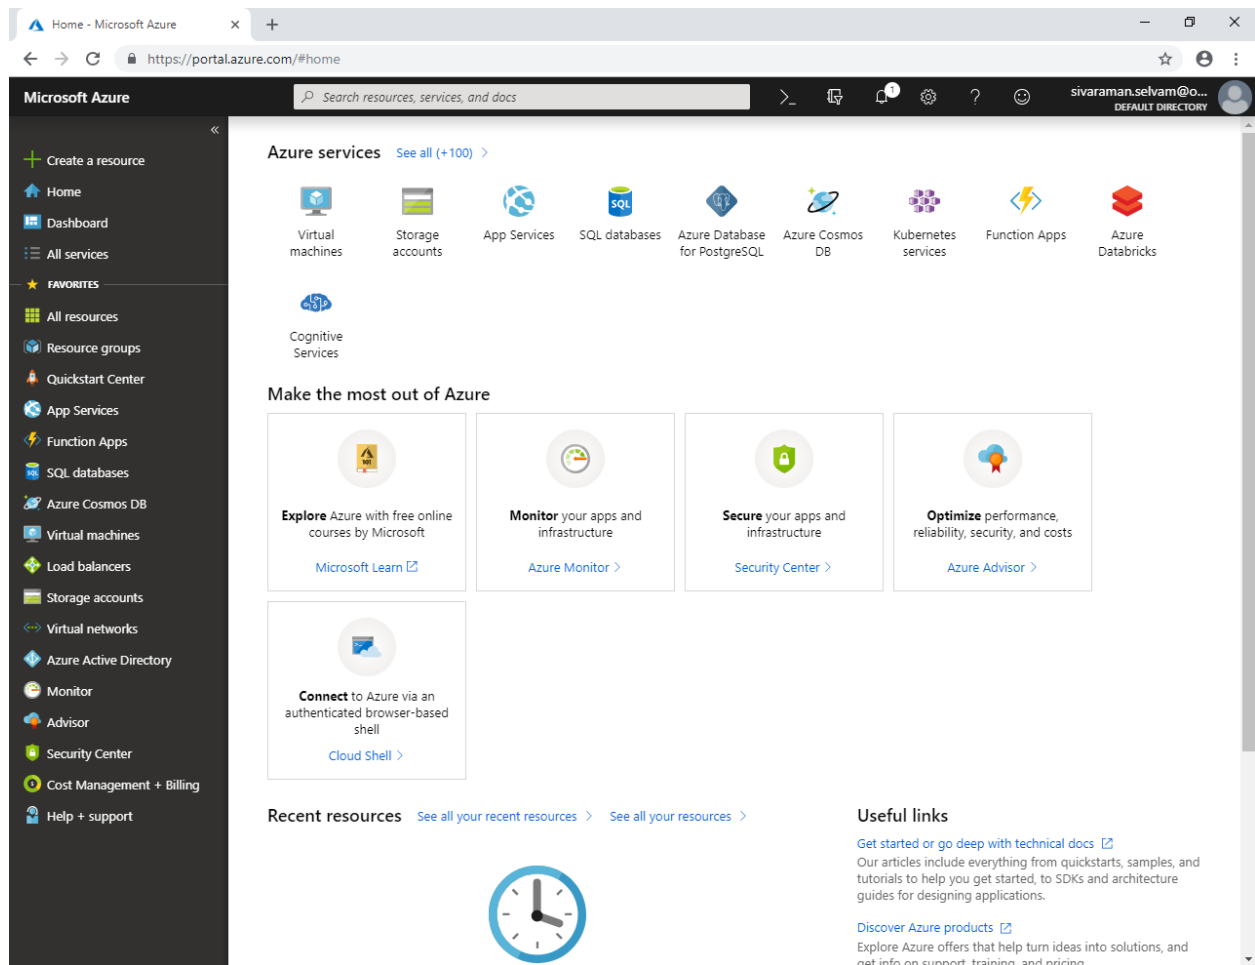 Home - Microsoft Azure
https://portal.azure.com/#home
Microsoft Azure
Search resources, services, and docs
1
sivaraman.selvam@o...
DEFAULT DIRECTORY
Create a resource
Home
Dashboard
All services
FAVORITES
All resources
Resource groups
Quickstart Center
App Services
Function Apps
SQL databases
Azure Cosmos DB
Virtual machines
Load balancers
Storage accounts
Virtual networks
Azure Active Directory
Monitor
Advisor
Security Center
Cost Management + Billing
Help + support
Azure services See all (+100)
Virtual
machines
Storage
accounts
App Services
SQL
SQL databases
Azure Database
for PostgreSQL
Azure Cosmos
DB
Kubernetes
services
Function Apps
Azure
Databricks
Cognitive
Services
Make the most out of Azure
101
Explore Azure with free online
courses by Microsoft
Microsoft Learn
Monitor your apps and
infrastructure
Azure Monitor
Secure your apps and
infrastructure
Security Center
Optimize performance,
reliability, security, and costs
Azure Advisor
Connect to Azure via an
authenticated browser-based
shell
Cloud Shell
Recent resources See all your recent resources See all your resources
Useful links
Get started or go deep with technical docs
Our articles include everything from quickstarts, samples, and
tutorials to help you get started, to SDKs and architecture
guides for designing applications.
Discover Azure products
Explore Azure offers that help turn ideas into solutions, and
get info on support, training, and pricing.